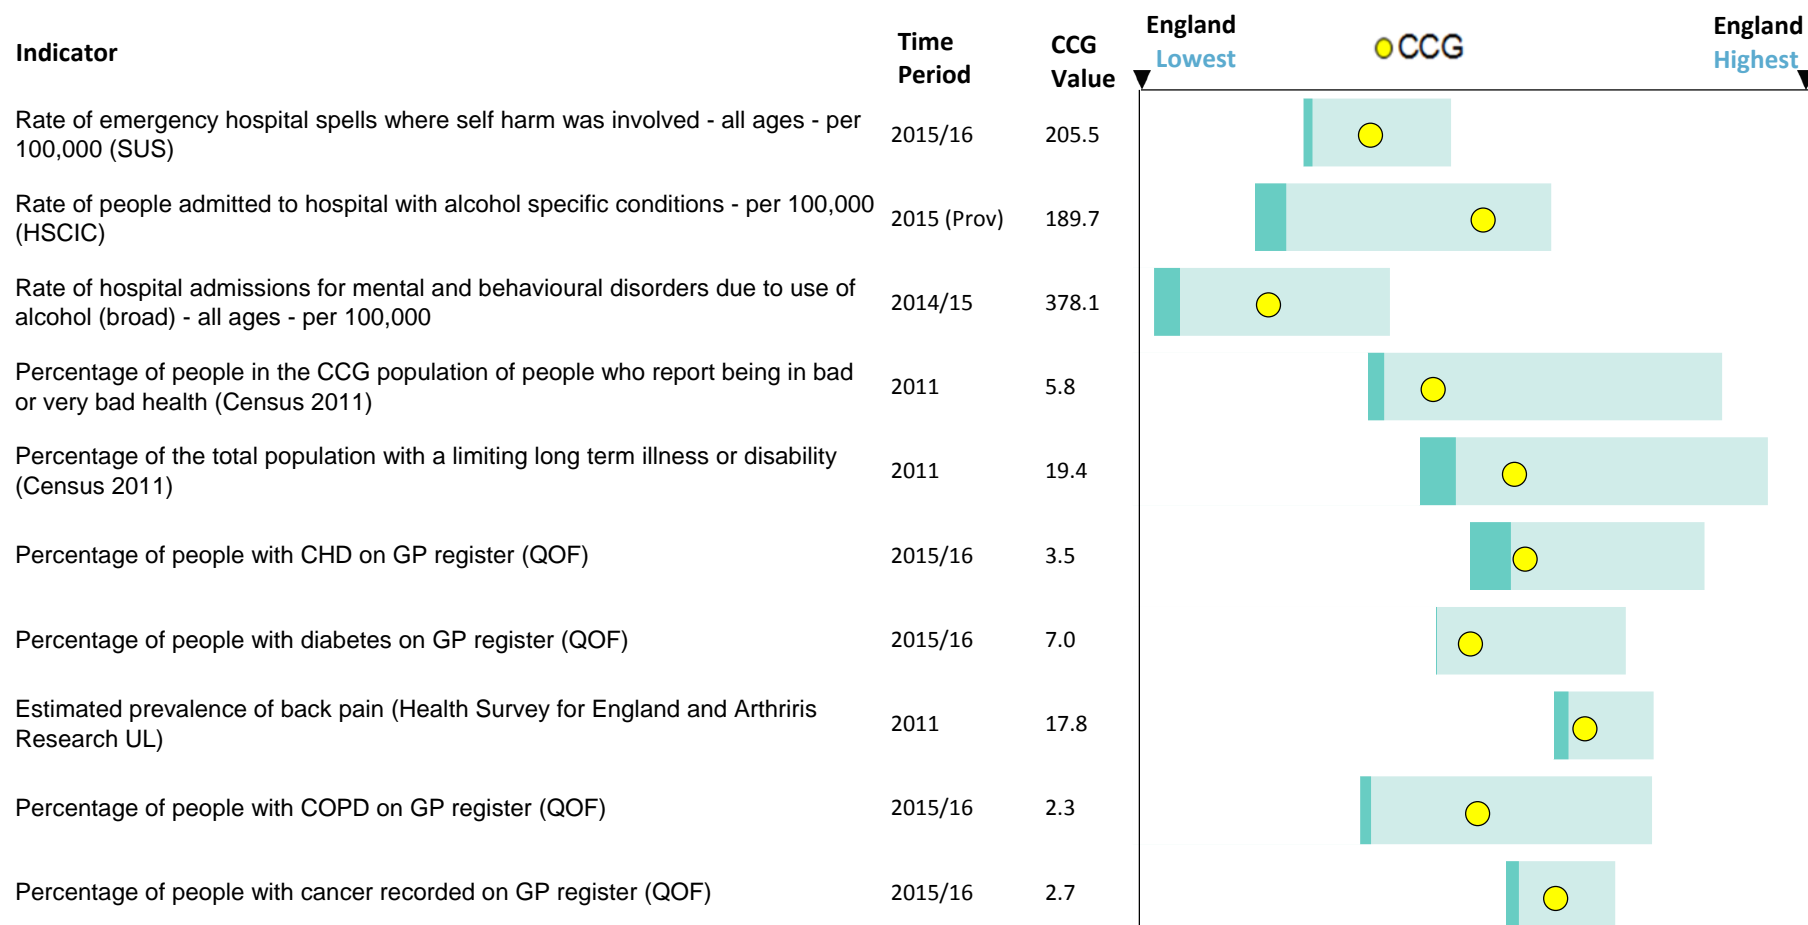 Indicator
Time
Period
CCG
Value
England
Lowest
CCG
England
Highest
Rate of emergency hospital spells where self harm was involved - all ages - per
100,000 (SUS)
2015/16
205.5
Rate of people admitted to hospital with alcohol specific conditions - per 100,000
(HSCIC)
2015 (Prov)
189.7
Rate of hospital admissions for mental and behavioural disorders due to use of
alcohol (broad) - all ages - per 100,000
2014/15
378.1
Percentage of people in the CCG population of people who report being in bad
or very bad health (Census 2011)
2011
5.8
Percentage of the total population with a limiting long term illness or disability
(Census 2011)
2011
19.4
Percentage of people with CHD on GP register (QOF)
2015/16
3.5
Percentage of people with diabetes on GP register (QOF)
2015/16
7.0
Estimated prevalence of back pain (Health Survey for England and Arthriris
Research UL)
2011
17.8
Percentage of people with COPD on GP register (QOF)
2015/16
2.3
Percentage of people with cancer recorded on GP register (QOF)
2015/16
2.7